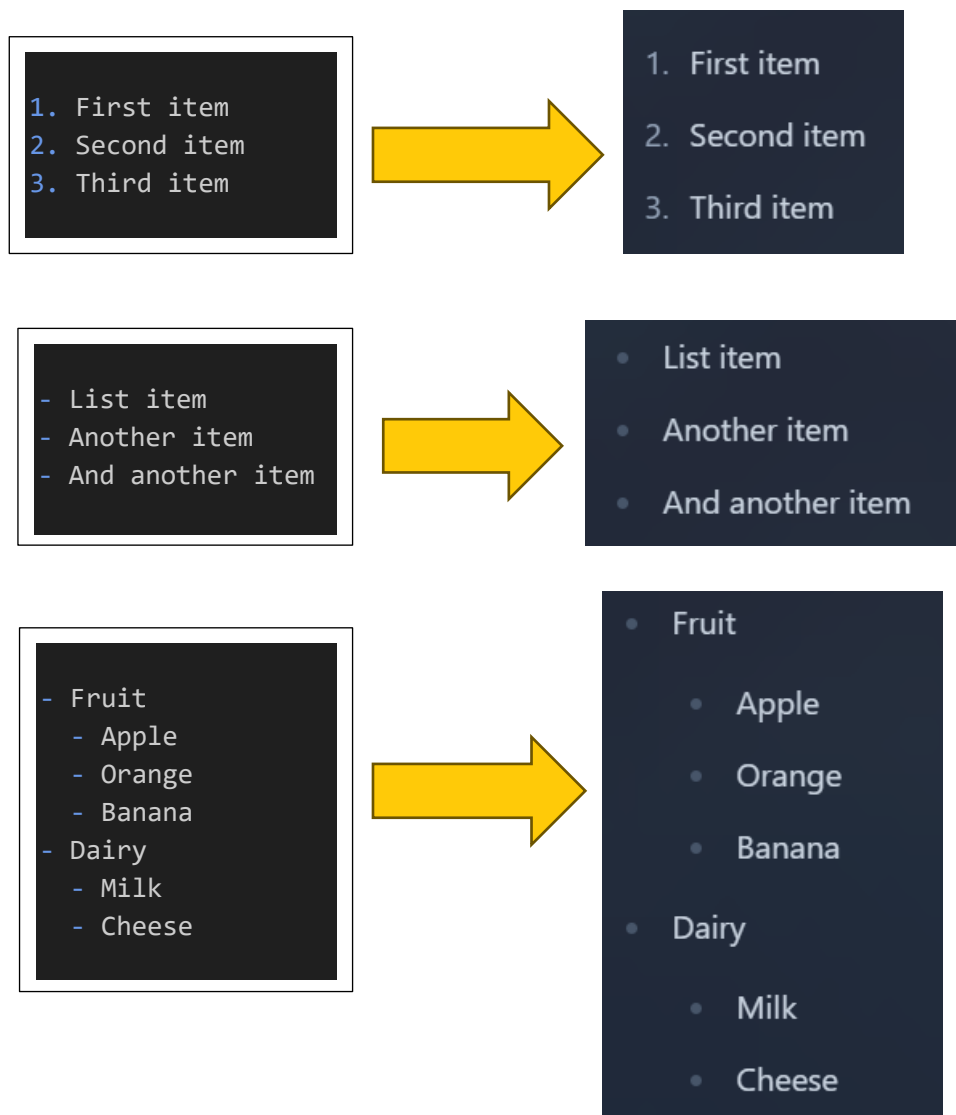 1. First item
2. Second item
3. Third item
1. First item
2. Second item
3. Third item
- List item
- Another item
- And another item
• List item
• Another item
• And another item
- Fruit
  - Apple
  - Orange
  - Banana
- Dairy
  - Milk
  - Cheese
• Fruit
  • Apple
  • Orange
  • Banana
• Dairy
  • Milk
  • Cheese